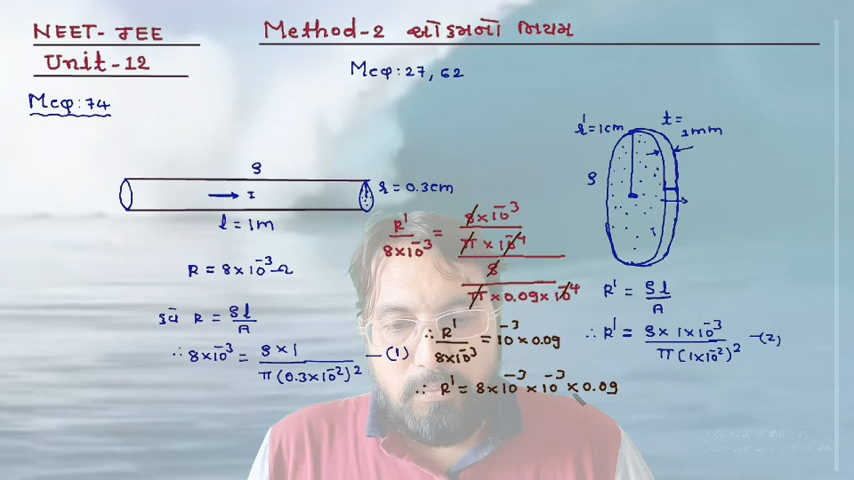 NEET- JEE
Unit-12
Method-2 ઓહમનો નિયમ
Mcq: 27, 62
Mcq: 74
ρ
I
r = 0.3cm
l = 1m
R = 8×10⁻³Ω
હવે R = ρl/A
∴ 8×10⁻³ = ρ×1/π(0.3×10⁻²)² —(1)
R'/8×10⁻³ = (ρ×10⁻³/π×10⁻⁴)/(ρ/π×0.09×10⁻⁴)
∴ R'/8×10⁻³ = 10⁻³×0.09
∴ R' = 8×10⁻³×10⁻³×0.09
r' = 1cm
t = 1mm
ρ
R' = ρl/A
∴ R' = ρ×1×10⁻³/π(1×10⁻²)² —(2)